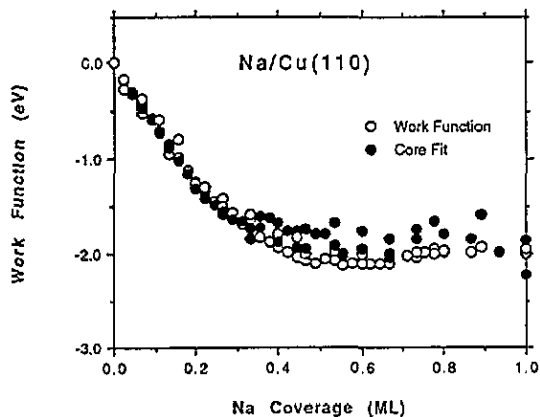 Na/Cu(110)
Work Function
Core Fit
Work Function (eV)
0.0
-1.0
-2.0
-3.0
0.0 0.2 0.4 0.6 0.8 1.0
Na Coverage (ML)